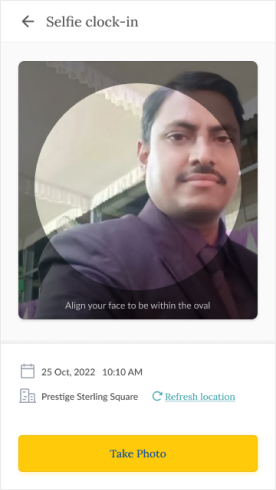 Selfie clock-in
Align your face to be within the oval
25 Oct, 2022 10:10 AM
Prestige Sterling Square Refresh location
Take Photo